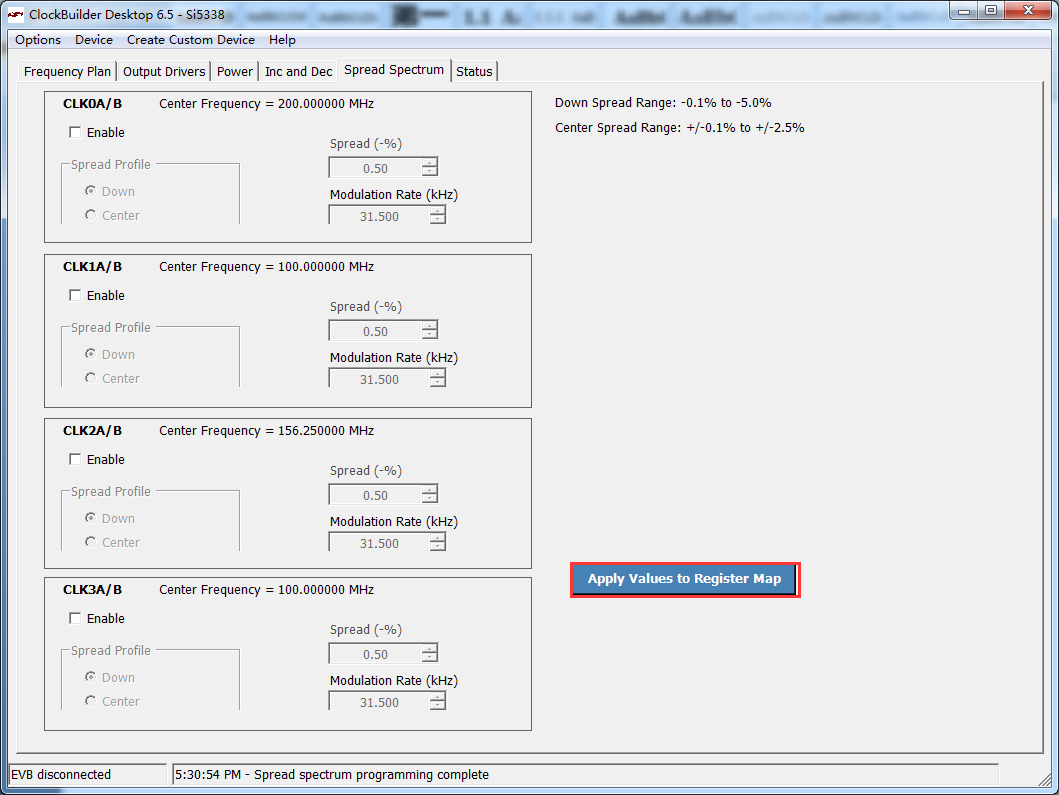 ClockBuilder Desktop 6.5 - Si5338
Options Device Create Custom Device Help
Frequency Plan Output Drivers Power Inc and Dec Spread Spectrum Status
CLK0A/B Center Frequency = 200.000000 MHz
Enable
Spread (-%)
0.50
Spread Profile
Down
Center
Modulation Rate (kHz)
31.500
CLK1A/B Center Frequency = 100.000000 MHz
Enable
Spread (-%)
0.50
Spread Profile
Down
Center
Modulation Rate (kHz)
31.500
CLK2A/B Center Frequency = 156.250000 MHz
Enable
Spread (-%)
0.50
Spread Profile
Down
Center
Modulation Rate (kHz)
31.500
CLK3A/B Center Frequency = 100.000000 MHz
Enable
Spread (-%)
0.50
Spread Profile
Down
Center
Modulation Rate (kHz)
31.500
Down Spread Range: -0.1% to -5.0%
Center Spread Range: +/-0.1% to +/-2.5%
Apply Values to Register Map
EVB disconnected
5:30:54 PM - Spread spectrum programming complete